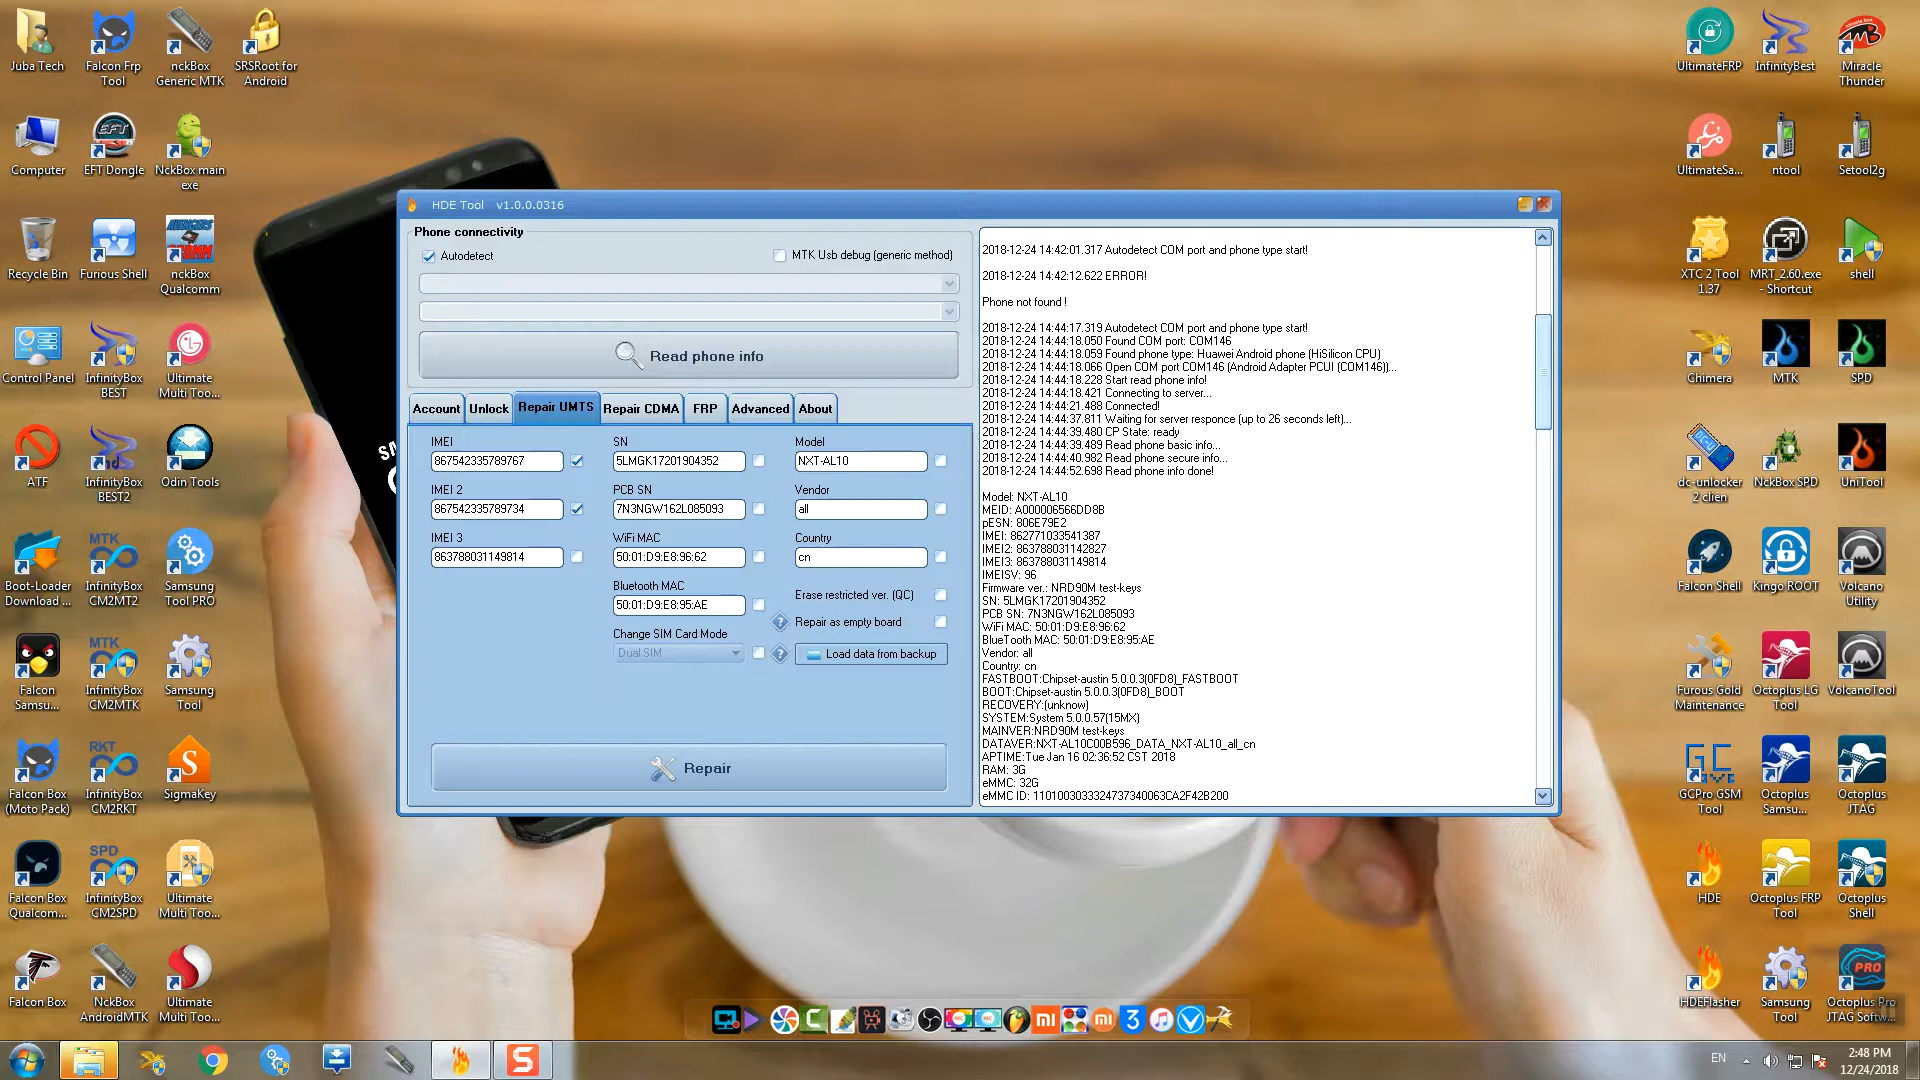 Juba Tech
Falcon Frp
Tool
nckBox
Generic MTK
SRSRoot for
Android
Computer
EFT Dongle
NckBox main
exe
Recycle Bin
Furious Shell
nckBox
Qualcomm
Control Panel
InfinityBox
BEST
Ultimate
Multi Too...
ATF
InfinityBox
BEST2
Odin Tools
Boot-Loader
Download ...
InfinityBox
CM2MT2
Samsung
Tool PRO
Falcon
Samsu...
InfinityBox
CM2MTK
Samsung
Tool
Falcon Box
(Moto Pack)
InfinityBox
CM2RKT
SigmaKey
Falcon Box
Qualcom...
InfinityBox
CM2SPD
Ultimate
Multi Too...
Falcon Box
NckBox
AndroidMTK
Ultimate
Multi Too...
HDE Tool v1.0.0.0316
Phone connectivity
Autodetect
MTK Usb debug (generic method)
Read phone info
Account
Unlock
Repair UMTS
Repair CDMA
FRP
Advanced
About
IMEI
867542335789767
IMEI 2
867542335789734
IMEI 3
863788031149814
SN
5LMGK17201904352
PCB SN
7N3NGW162L085093
WiFi MAC
50:01:D9:E8:96:62
Bluetooth MAC
50:01:D9:E8:95:AE
Change SIM Card Mode
Dual SIM
Model
NXT-AL10
Vendor
all
Country
cn
Erase restricted ver. (QC)
Repair as empty board
Load data from backup
Repair
2018-12-24 14:42:01.317 Autodetect COM port and phone type start!
2018-12-24 14:42:12.622 ERROR!
Phone not found !
2018-12-24 14:44:17.319 Autodetect COM port and phone type start!
2018-12-24 14:44:18.050 Found COM port: COM146
2018-12-24 14:44:18.059 Found phone type: Huawei Android phone (HiSilicon CPU)
2018-12-24 14:44:18.066 Open COM port COM146 (Android Adapter PCUI (COM146))...
2018-12-24 14:44:18.228 Start read phone info!
2018-12-24 14:44:18.421 Connecting to server...
2018-12-24 14:44:21.488 Connected!
2018-12-24 14:44:37.811 Waiting for server responce (up to 26 seconds left)...
2018-12-24 14:44:39.480 CP State: ready
2018-12-24 14:44:39.489 Read phone basic info...
2018-12-24 14:44:40.982 Read phone secure info...
2018-12-24 14:44:52.698 Read phone info done!
Model: NXT-AL10
MEID: A000006566DD8B
pESN: 806E79E2
IMEI: 862771033541387
IMEI2: 863788031142827
IMEI3: 863788031149814
IMEISV: 96
Firmware ver.: NRD90M test-keys
SN: 5LMGK17201904352
PCB SN: 7N3NGW162L085093
WiFi MAC: 50:01:D9:E8:96:62
BlueTooth MAC: 50:01:D9:E8:95:AE
Vendor: all
Country: cn
FASTBOOT:Chipset-austin 5.0.0.3(0FD8)_FASTBOOT
BOOT:Chipset-austin 5.0.0.3(0FD8)_BOOT
RECOVERY:(unknow)
SYSTEM:System 5.0.0.57(15MX)
MAINVER:NRD90M test-keys
DATAVER:NXT-AL10C00B596_DATA_NXT-AL10_all_cn
APTIME:Tue Jan 16 02:36:52 CST 2018
RAM: 3G
eMMC: 32G
eMMC ID: 1101003033324737340063CA2F42B200
UltimateFRP
InfinityBest
Miracle
Thunder
UltimateSa...
ntool
Setool2g
XTC 2 Tool
1.37
MRT_2.60.exe
- Shortcut
shell
Chimera
MTK
SPD
dc-unlocker
2 clien
NckBox SPD
UniTool
Falcon Shell
Kingo ROOT
Volcano
Utility
Furous Gold
Maintenance
Octoplus LG
Tool
VolcanoTool
GCPro GSM
Tool
Octoplus
Samsu...
Octoplus
JTAG
HDE
Octoplus FRP
Tool
Octoplus
Shell
HDEFlasher
Samsung
Tool
Octoplus Pro
JTAG Softw...
EN
2:48 PM
12/24/2018